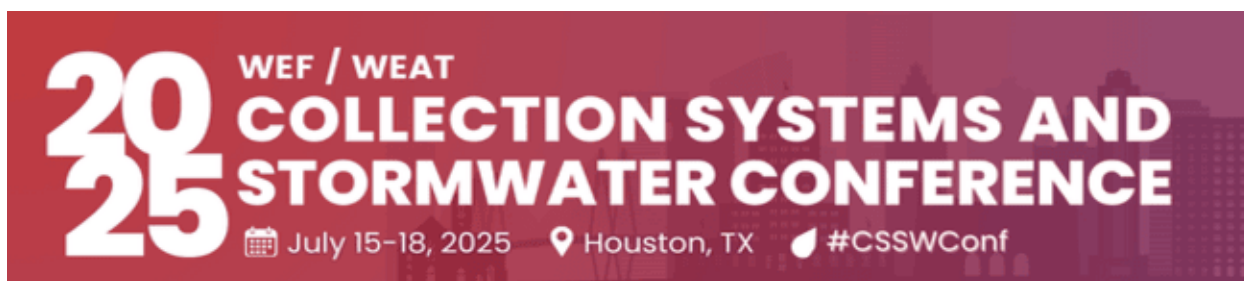 2025
WEF / WEAT
COLLECTION SYSTEMS AND
STORMWATER CONFERENCE
July 15-18, 2025 Houston, TX #CSSWConf